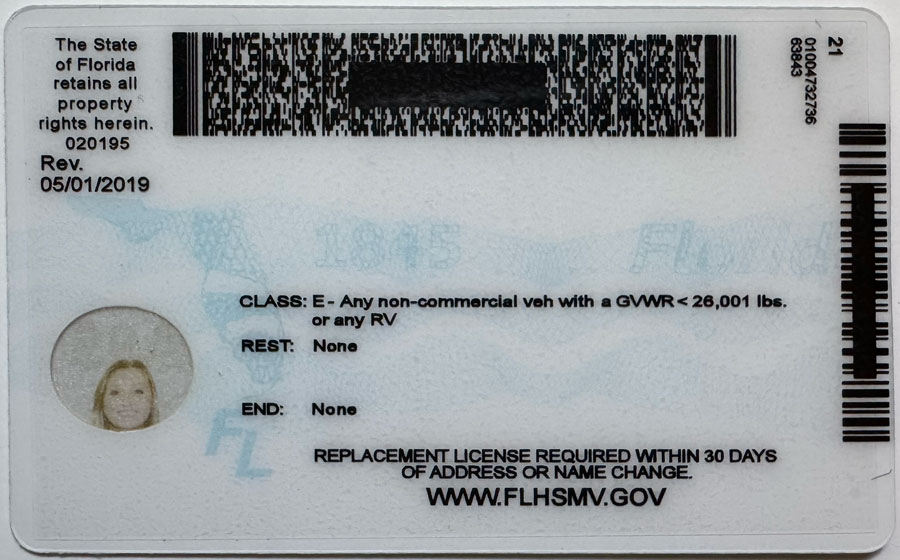 The State
of Florida
retains all
property
rights herein.
020195
Rev.
05/01/2019
21
01004732736
63843
1845
Florid
CLASS: E - Any non-commercial veh with a GVWR < 26,001 lbs.
or any RV
REST: None
END: None
FL
REPLACEMENT LICENSE REQUIRED WITHIN 30 DAYS
OF ADDRESS OR NAME CHANGE.
WWW.FLHSMV.GOV